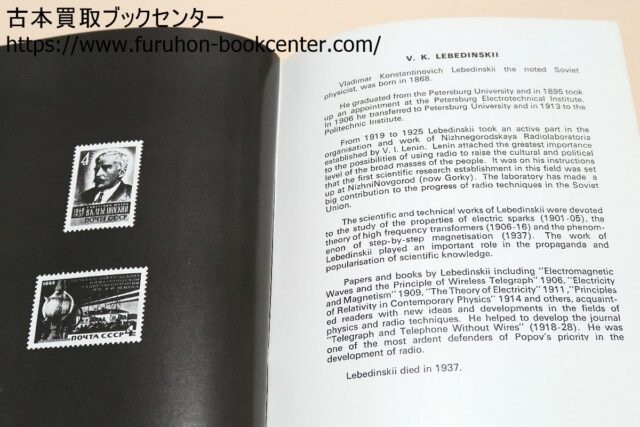 古本買取ブックセンター
https://www.furuhon-bookcenter.com/
4
ПОЧТА СССР
1968
ПОЧТА СССР
V. K. LEBEDINSKII
Vladimar Konstantinovich Lebedinskii the noted Soviet
physicist, was born in 1868.
He graduated from the Petersburg University and in 1895 took
up an appointment at the Petersburg Electrotechnical Institute.
In 1906 he transferred to Petersburg University and in 1913 to the
Politechnic Institute.
From 1919 to 1925 Lebedinskii took an active part in the
organisation and work of Nizhnegorodskaya Radiolaboratoria
established by V. I. Lenin. Lenin attached the greatest importance
to the possibilities of using radio to raise the cultural and political
level of the broad masses of the people. It was on his instructions
that the first scientific research establishment in this field was set
up at NizhniNovgorod (now Gorky). The laboratory has made a
big contribution to the progress of radio techniques in the Soviet
Union.
The scientific and technical works of Lebedinskii were devoted
to the study of the properties of electric sparks (1901-05), the
theory of high frequency transformers (1906-16) and the phenom-
enon of step-by-step magnetisation (1937). The work of
Lebedinskii played an important role in the propaganda and
popularisation of scientific knowledge.
Papers and books by Lebedinskii including "Electromagnetic
Waves and the Principle of Wireless Telegraph" 1906, "Electricity
and Magnetism" 1909, "The Theory of Electricity" 1911 ,"Principles
of Relativity in Contemporary Physics" 1914 and others, acquaint-
ed readers with new ideas and developments in the fields of
physics and radio techniques. He helped to develop the journal
"Telegraph and Telephone Without Wires" (1918-28). He was
one of the most ardent defenders of Popov's priority in the
development of radio.
Lebedinskii died in 1937.